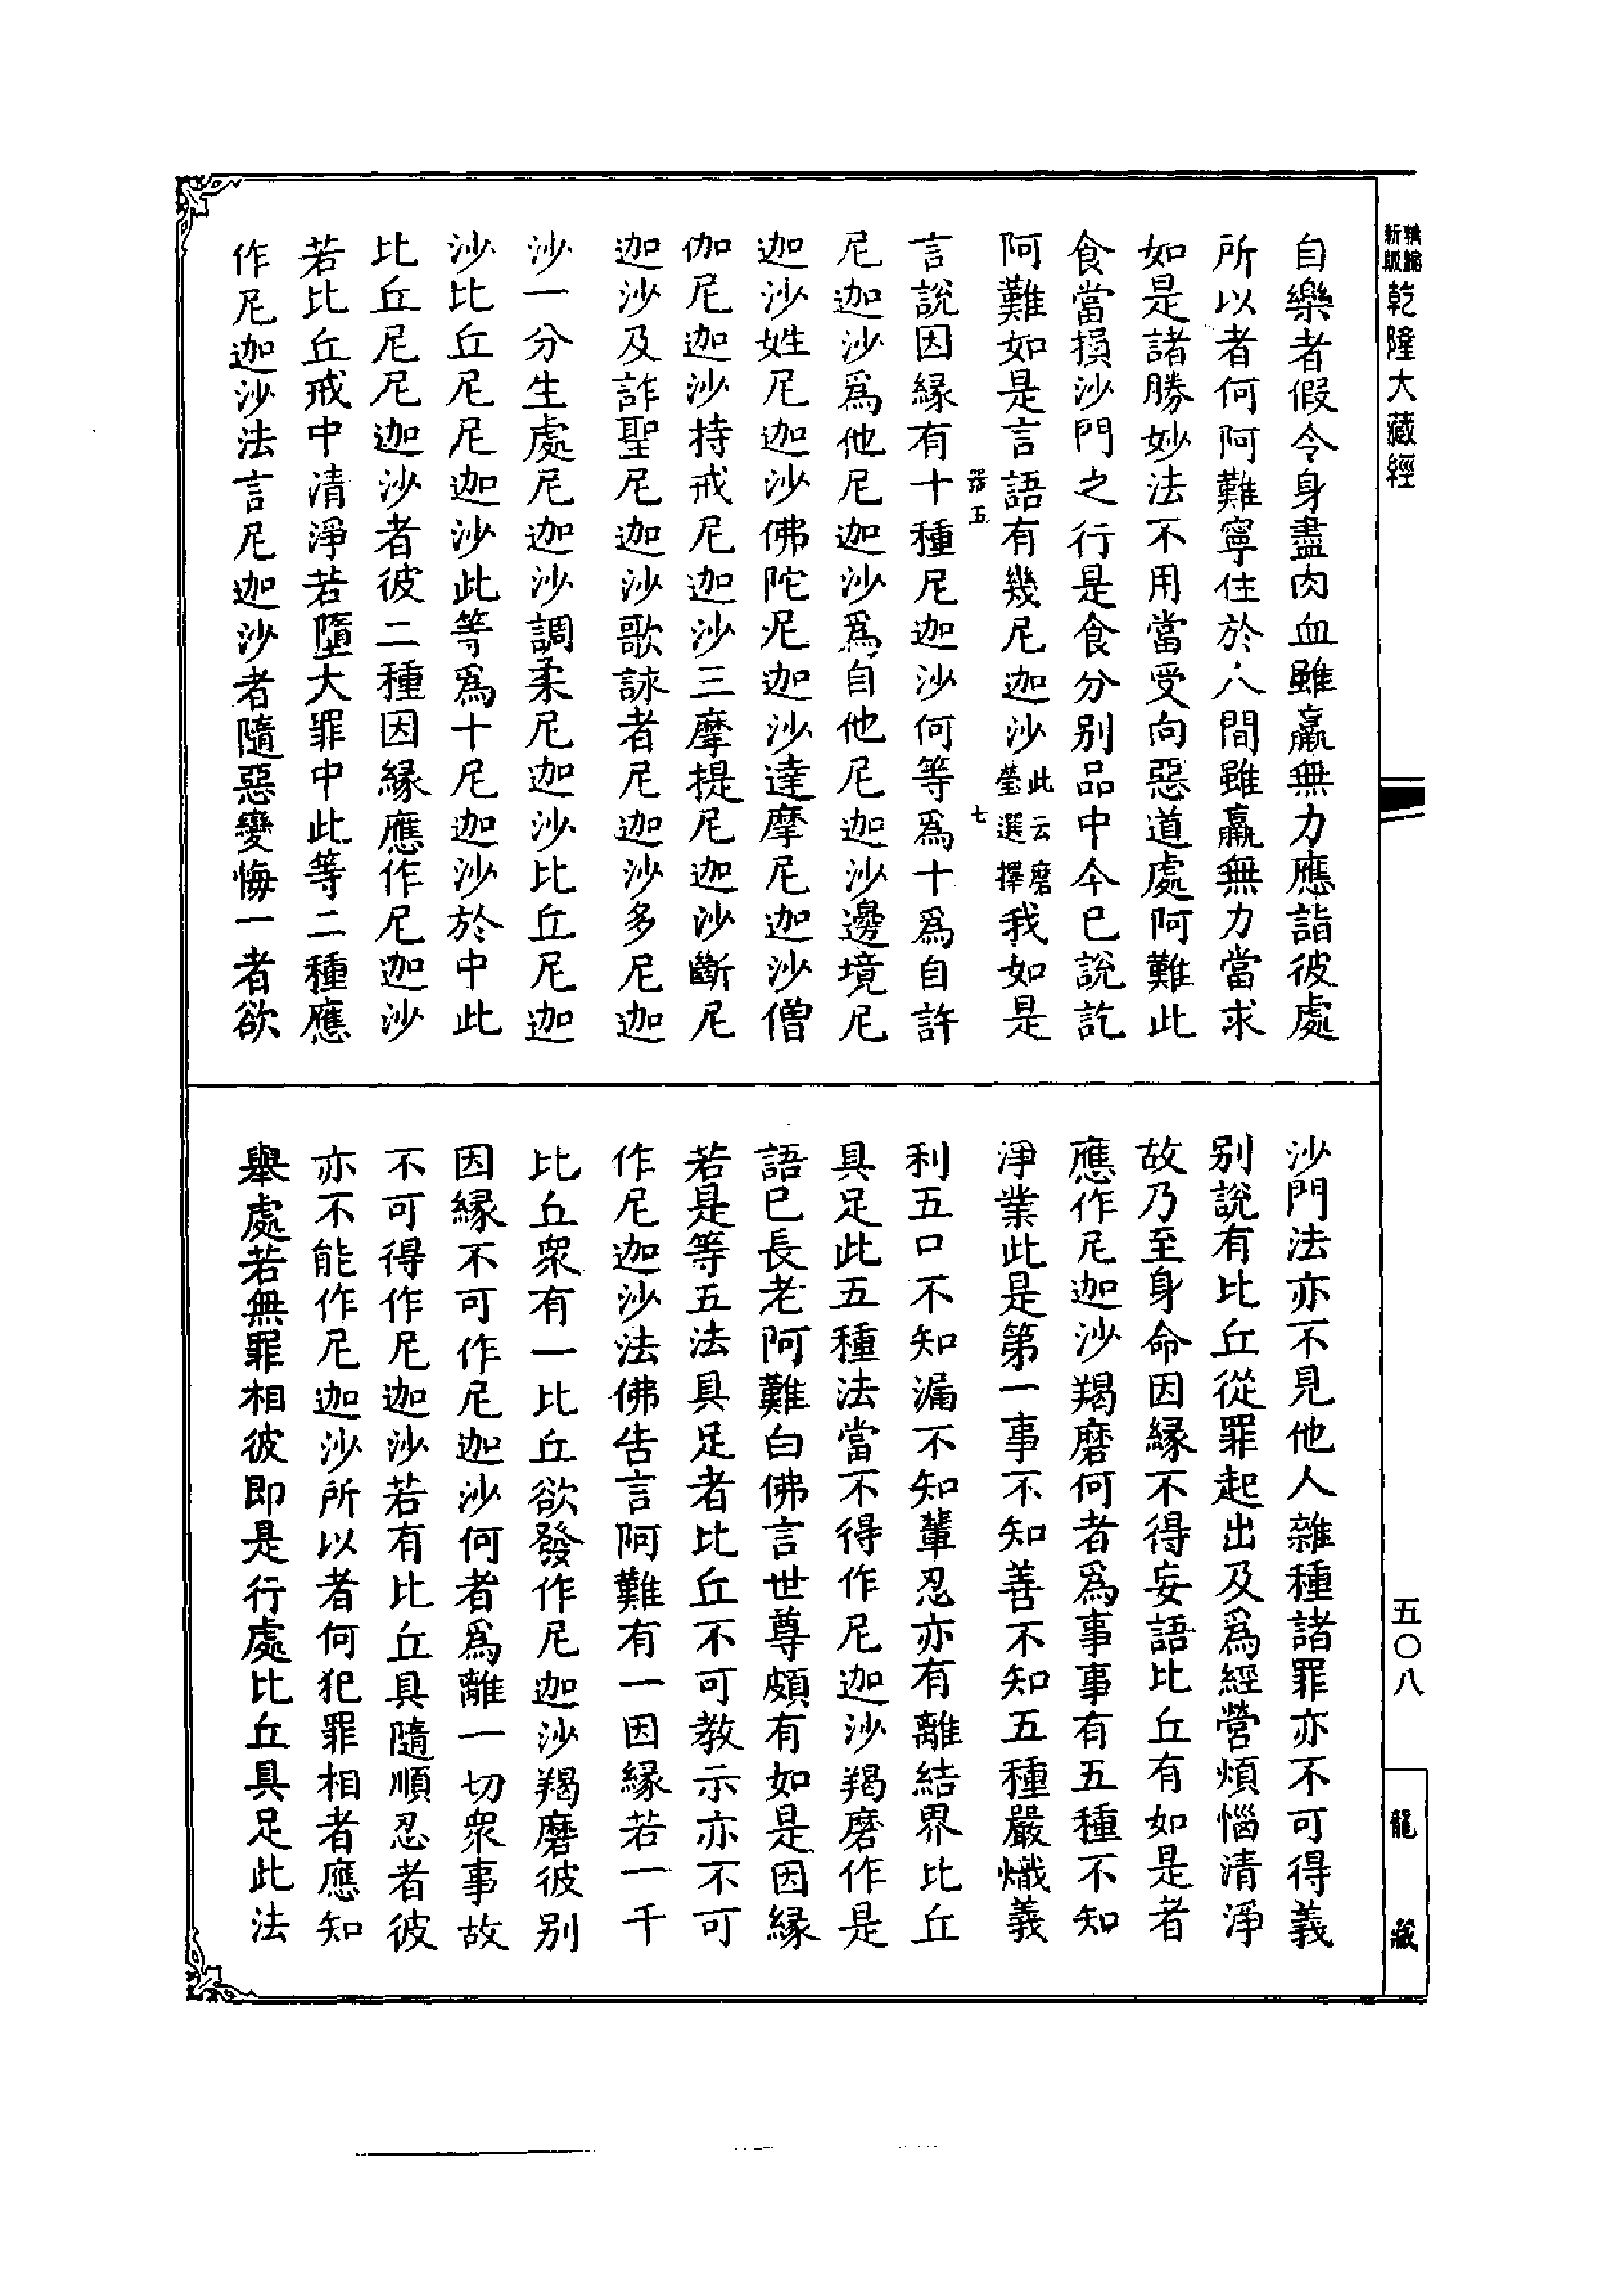 新編縮版
乾隆大藏經
自樂者假令身盡肉血雖羸無力應詣彼處
所以者何阿難寧住於人間雖羸無力當求
如是諸勝妙法不用當受向惡道處阿難此
食當損沙門之行是食分别品中今已說訖
阿難如是言語有幾尼迦沙此云磨瑩選擇我如是
器五
七
言說因緣有十種尼迦沙何等爲十爲自許
尼迦沙爲他尼迦沙爲自他尼迦沙邊境尼
迦沙姓尼迦沙佛陀尼迦沙達摩尼迦沙僧
伽尼迦沙持戒尼迦沙三摩提尼迦沙斷尼
迦沙及詐聖尼迦沙歌詠者尼迦沙多尼迦
沙一分生處尼迦沙調柔尼迦沙比丘尼迦
沙比丘尼尼迦沙此等爲十尼迦沙於中此
比丘尼尼迦沙者彼二種因緣應作尼迦沙
若比丘戒中清淨若墮大罪中此等二種應
作尼迦沙法言尼迦沙者隨惡變悔一者欲
沙門法亦不見他人雜種諸罪亦不可得義
别說有比丘從罪起出及爲經營煩惱清淨
故乃至身命因緣不得妄語比丘有如是者
應作尼迦沙羯磨何者爲事事有五種不知
淨業此是第一事不知善不知五種嚴熾義
利五口不知漏不知輩忍亦有離結界比丘
具足此五種法當不得作尼迦沙羯磨作是
語已長老阿難白佛言世尊頗有如是因緣
若是等五法具足者比丘不可教示亦不可
作尼迦沙法佛告言阿難有一因緣若一千
比丘衆有一比丘欲發作尼迦沙羯磨彼别
因緣不可作尼迦沙何者爲離一切衆事故
不可得作尼迦沙若有比丘具隨順忍者彼
亦不能作尼迦沙所以者何犯罪相者應知
舉處若無罪相彼即是行處比丘具足此法
五〇八
龍藏